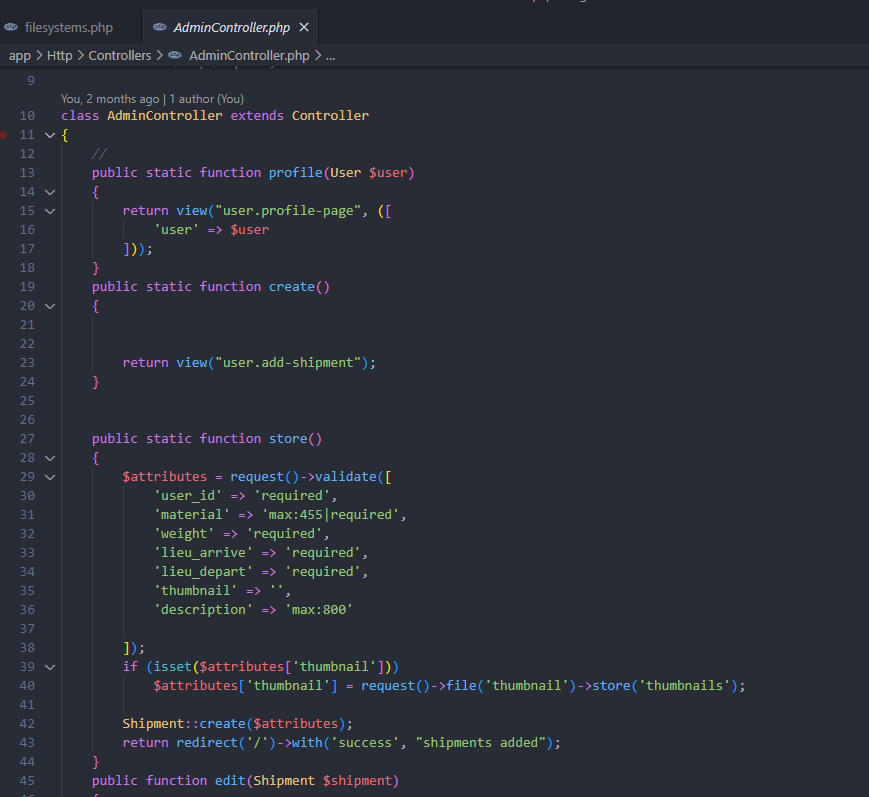 filesystems.php AdminController.php ×
app > Http > Controllers > AdminController.php > ...
9
You, 2 months ago | 1 author (You)
10 class AdminController extends Controller
11 {
12     //
13     public static function profile(User $user)
14     {
15         return view("user.profile-page", ([
16             'user' => $user
17         ]));
18     }
19     public static function create()
20     {
21
22
23         return view("user.add-shipment");
24     }
25
26
27     public static function store()
28     {
29         $attributes = request()->validate([
30             'user_id' => 'required',
31             'material' => 'max:455|required',
32             'weight' => 'required',
33             'lieu_arrive' => 'required',
34             'lieu_depart' => 'required',
35             'thumbnail' => '',
36             'description' => 'max:800'
37
38         ]);
39         if (isset($attributes['thumbnail']))
40             $attributes['thumbnail'] = request()->file('thumbnail')->store('thumbnails');
41
42         Shipment::create($attributes);
43         return redirect('/')->with('success', "shipments added");
44     }
45     public function edit(Shipment $shipment)